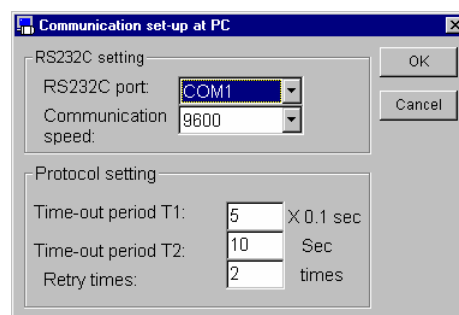 Communication set-up at PC
RS232C setting
OK
RS232C port: COM1
Cancel
Communication speed: 9600
Protocol setting
Time-out period T1: 5 X 0.1 sec
Time-out period T2: 10 Sec
Retry times: 2 times